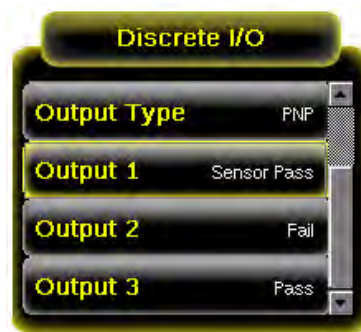 Discrete I/O
Output Type PNP
Output 1 Sensor Pass
Output 2 Fail
Output 3 Pass